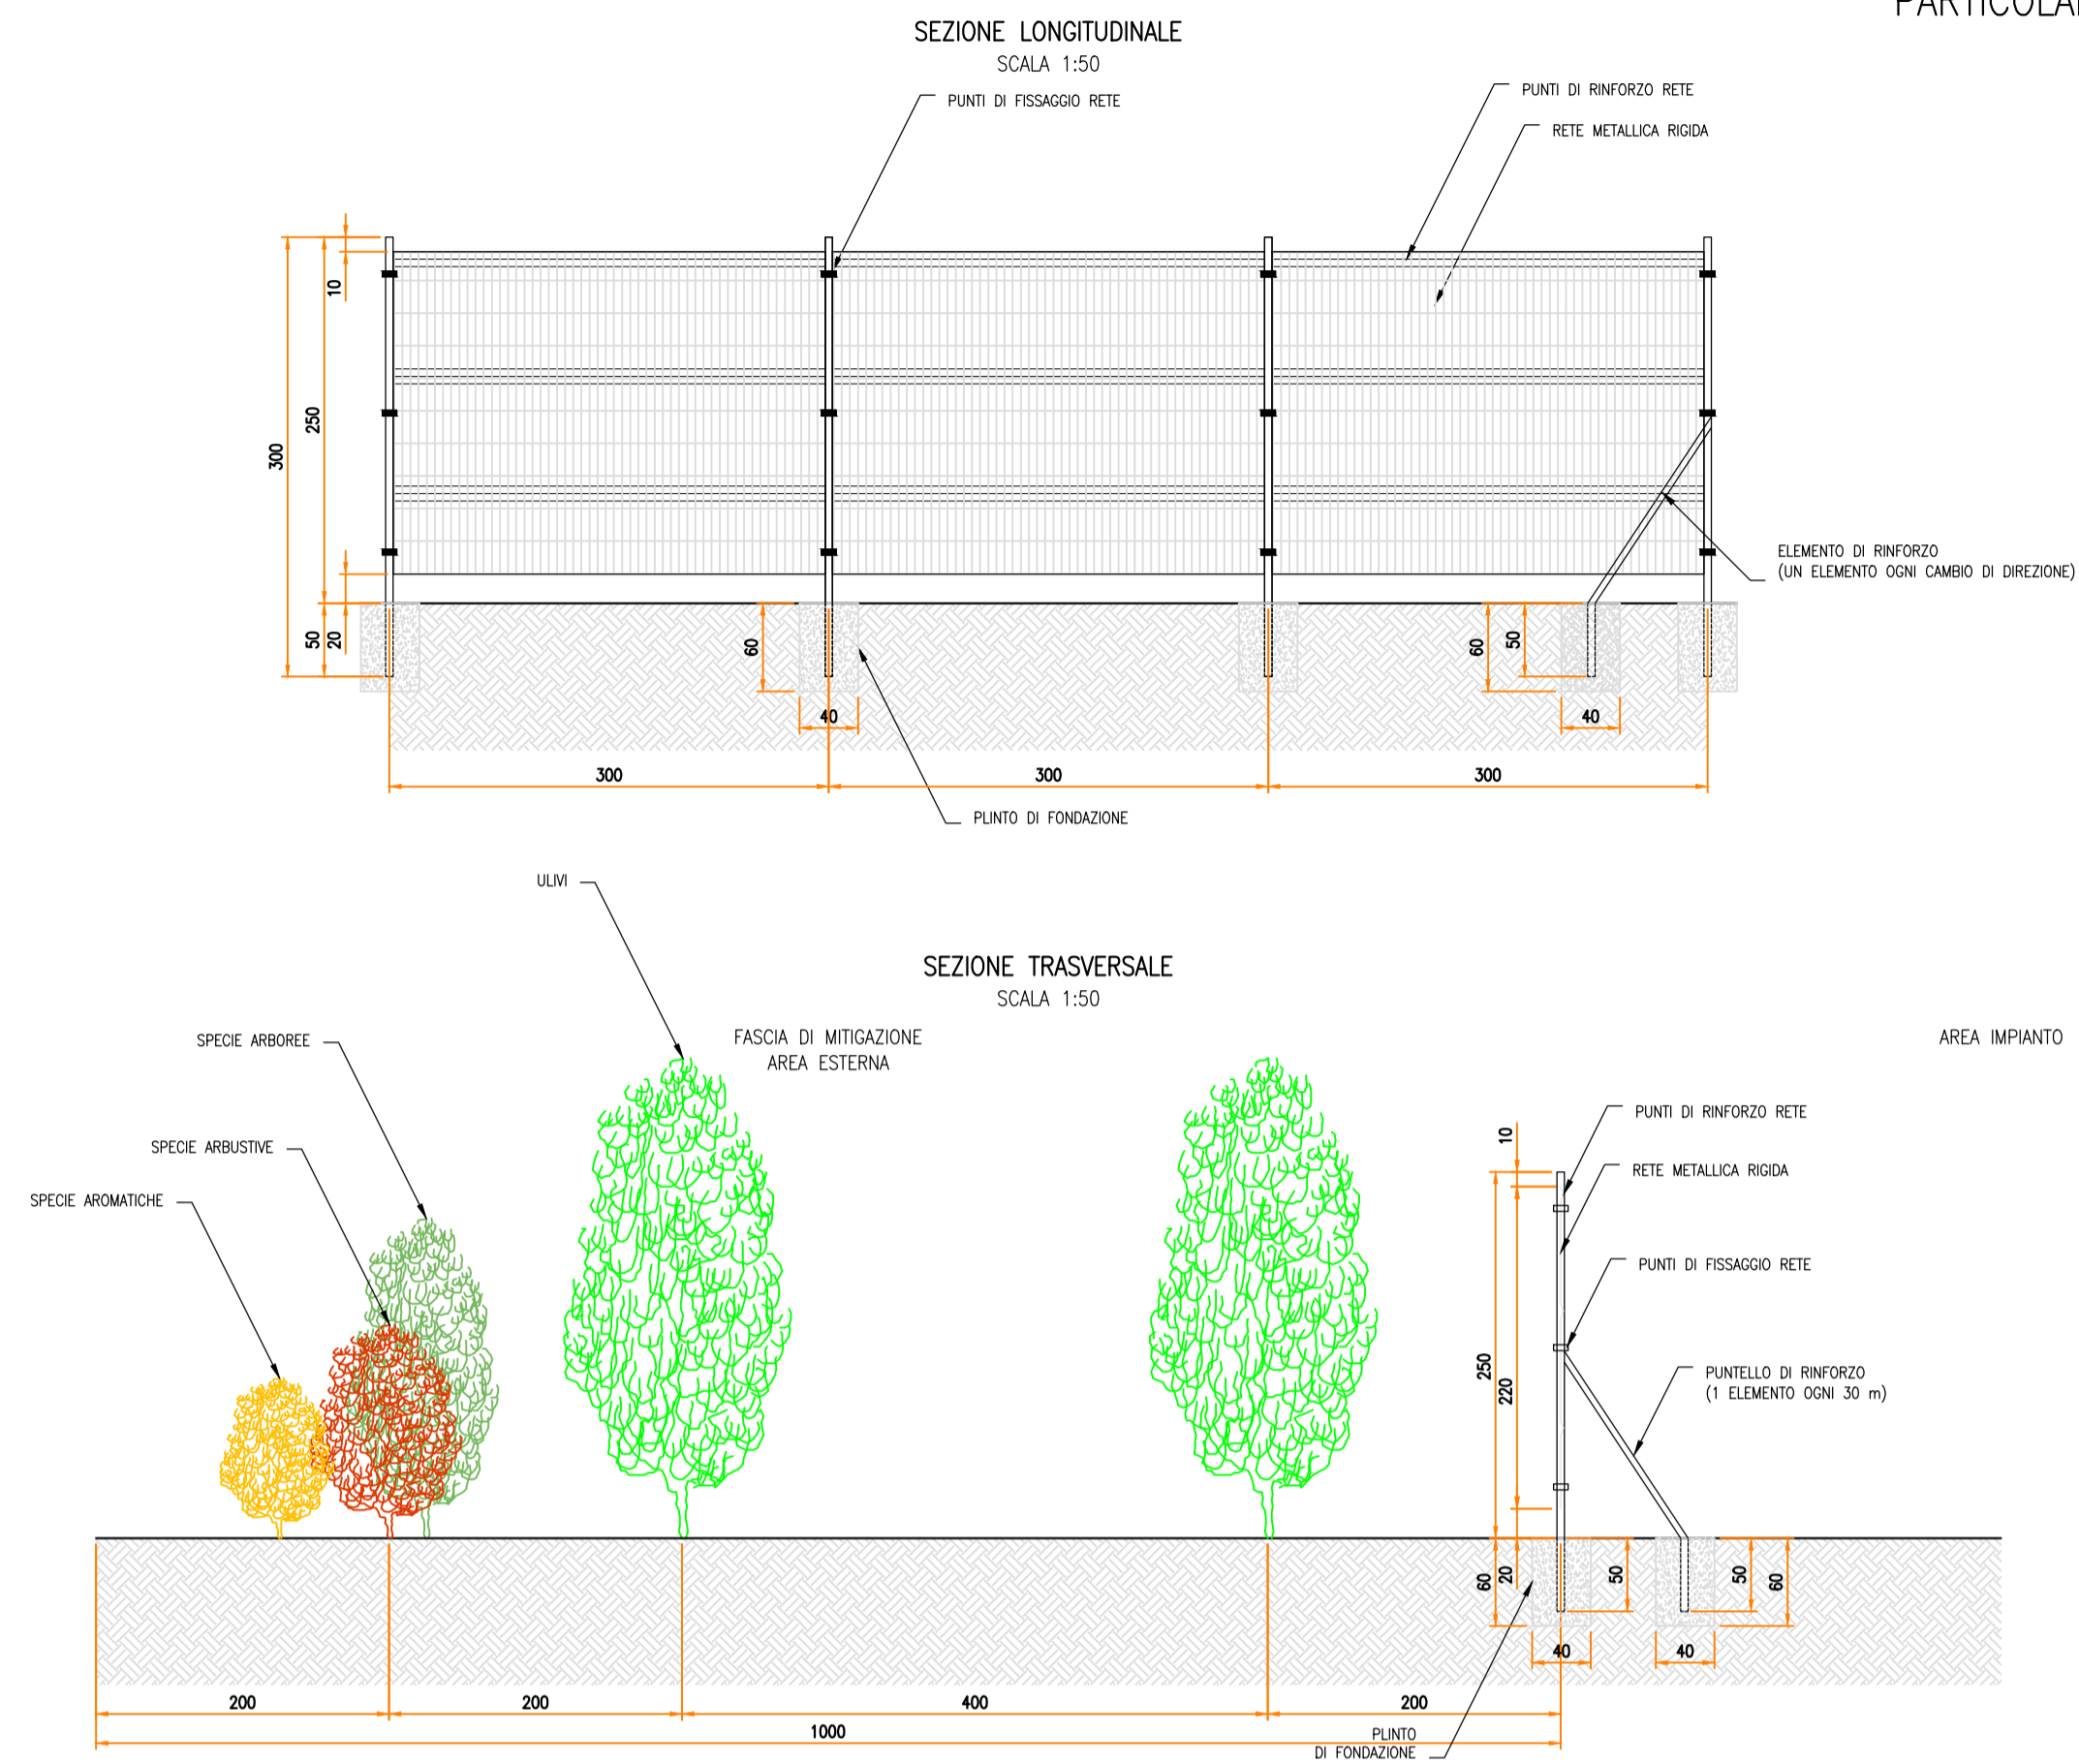 SEZIONE LONGITUDINALE
SCALA 1:50
PUNTI DI FISSAGGIO RETE
PUNTI DI RINFORZO RETE
RETE METALLICA RIGIDA
10
250
300
50
20
60
40
60
50
40
ELEMENTO DI RINFORZO
(UN ELEMENTO OGNI CAMBIO DI DIREZIONE)
300
300
300
PLINTO DI FONDAZIONE
ULIVI
SEZIONE TRASVERSALE
SCALA 1:50
SPECIE ARBOREE
FASCIA DI MITIGAZIONE
AREA ESTERNA
AREA IMPIANTO
SPECIE ARBUSTIVE
SPECIE AROMATICHE
10
PUNTI DI RINFORZO RETE
RETE METALLICA RIGIDA
PUNTI DI FISSAGGIO RETE
250
220
PUNTELLO DI RINFORZO
(1 ELEMENTO OGNI 30 m)
60
20
50
50
60
40
40
200
200
400
200
1000
PLINTO
DI FONDAZIONE